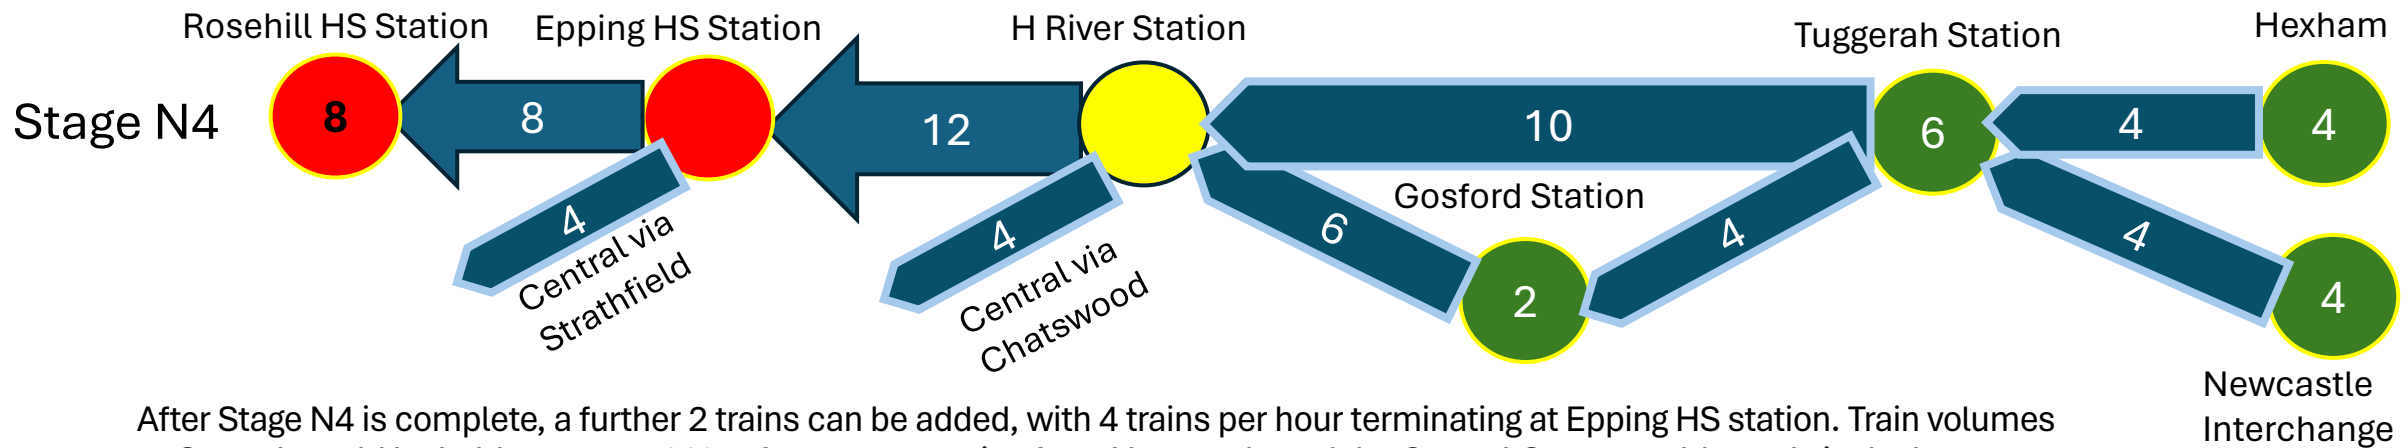 Rosehill HS Station
Epping HS Station
H River Station
Tuggerah Station
Hexham
Stage N4
8
8
12
10
6
4
4
Gosford Station
4
Central via
Strathfield
4
Central via
Chatswood
6
2
4
4
4
Newcastle
Interchange
After Stage N4 is complete, a further 2 trains can be added, with 4 trains per hour terminating at Epping HS station. Train volumes